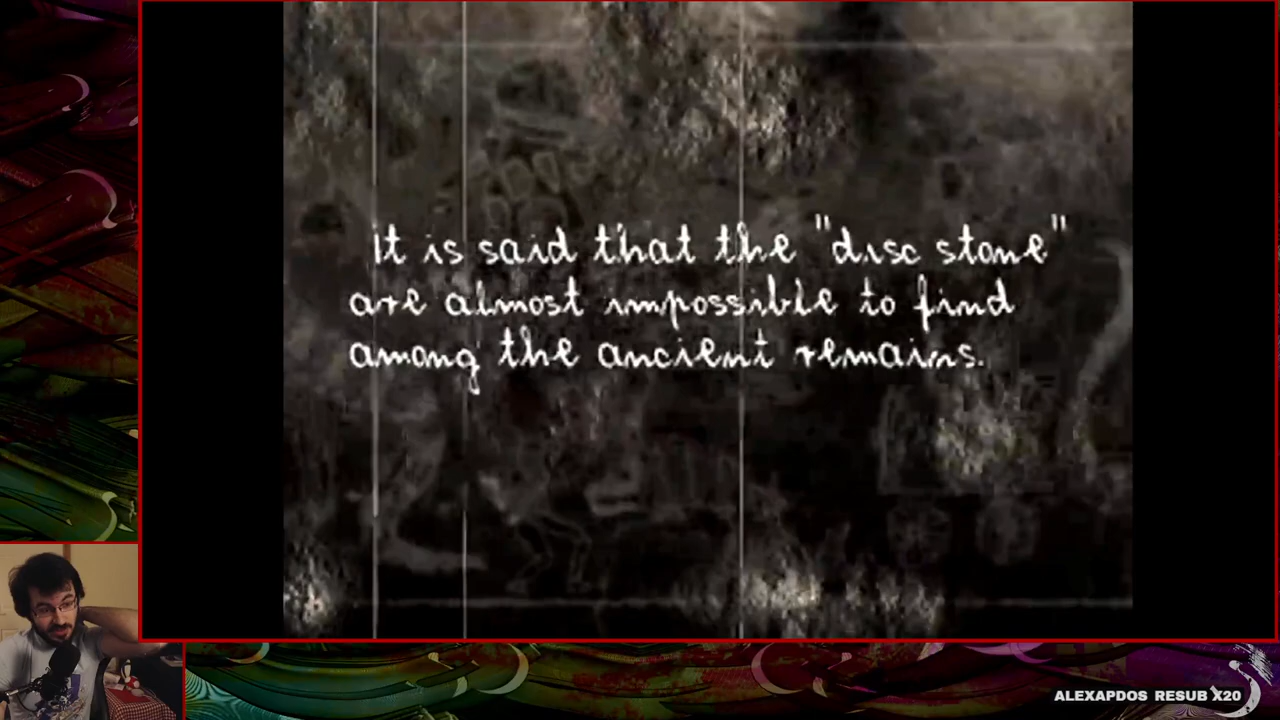 It is said that the "disc stone"
are almost impossible to find
among the ancient remains.
ALEXAPDOS RESUB X20